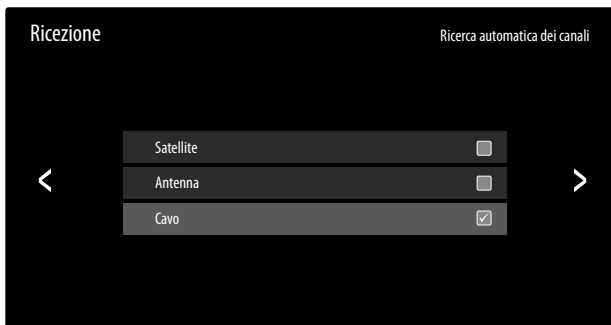 Ricezione
Ricerca automatica dei canali
Satellite
Antenna
Cavo